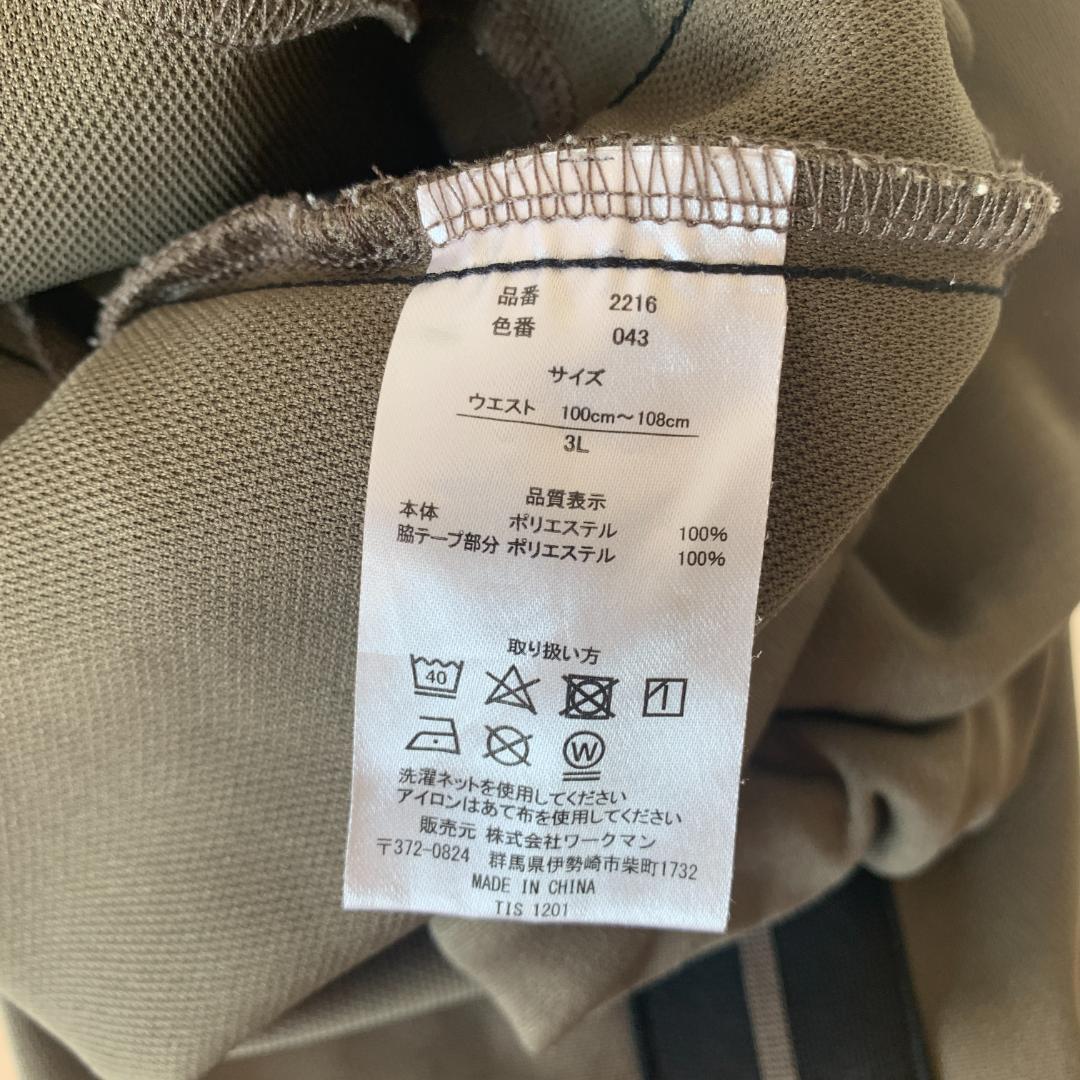 品番 2216
色番 043
サイズ
ウエスト 100cm～108cm
3L
品質表示
本体 ポリエステル 100%
脇テープ部分 ポリエステル 100%
取り扱い方
40
W
洗濯ネットを使用してください
アイロンはあて布を使用してください
販売元 株式会社ワークマン
〒372-0824 群馬県伊勢崎市柴町1732
MADE IN CHINA
TIS 1201